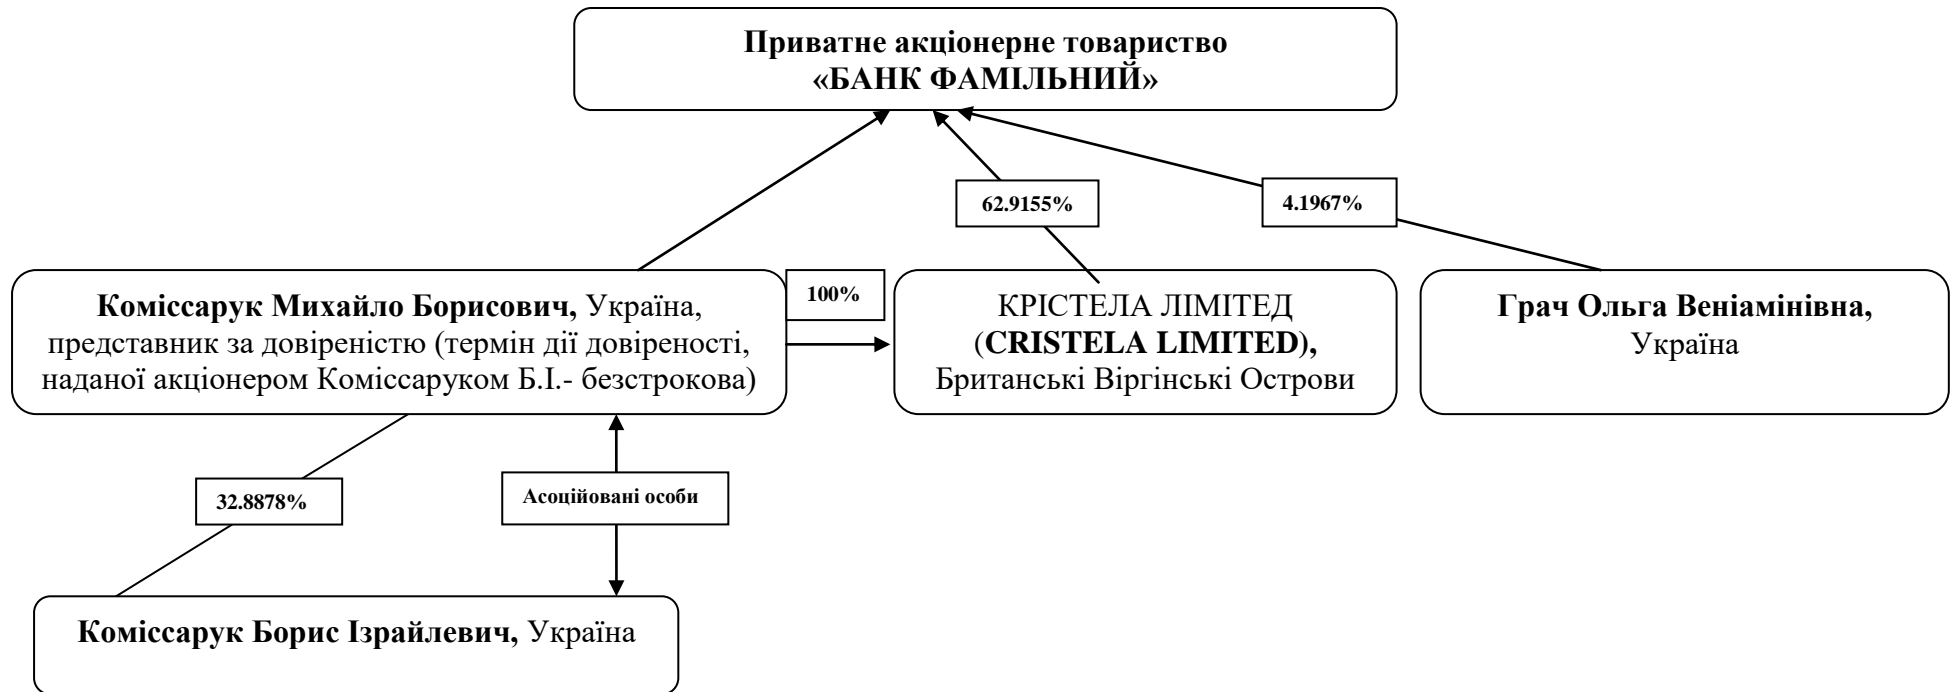 Приватне акціонерне товариство
«БАНК ФАМІЛЬНИЙ»
62.9155%
4.1967%
Коміссарук Михайло Борисович, Україна,
представник за довіреністю (термін дії довіреності,
наданої акціонером Коміссаруком Б.І.- безстрокова)
100%
КРІСТЕЛА ЛІМІТЕД
(CRISTELA LIMITED),
Британські Віргінські Острови
Грач Ольга Веніамінівна,
Україна
32.8878%
Асоційовані особи
Коміссарук Борис Ізрайлевич, Україна